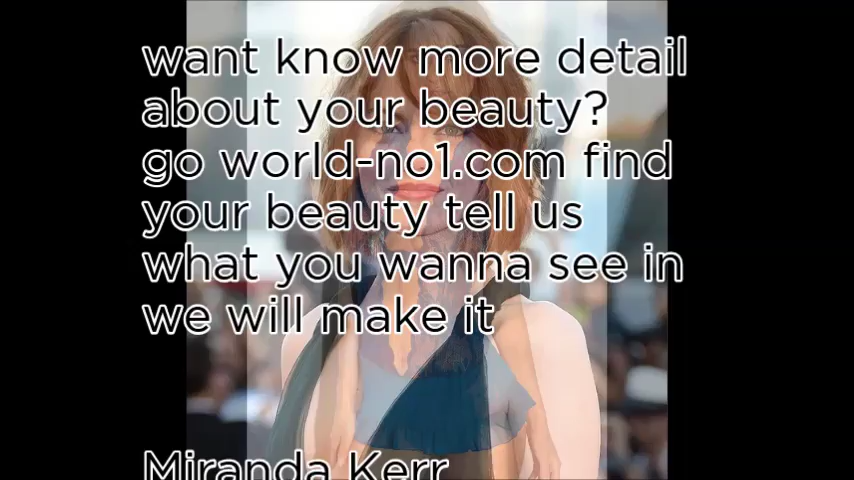 want know more detail
about your beauty?
go world-no1.com find
your beauty tell us
what you wanna see in
we will make it
Miranda Kerr